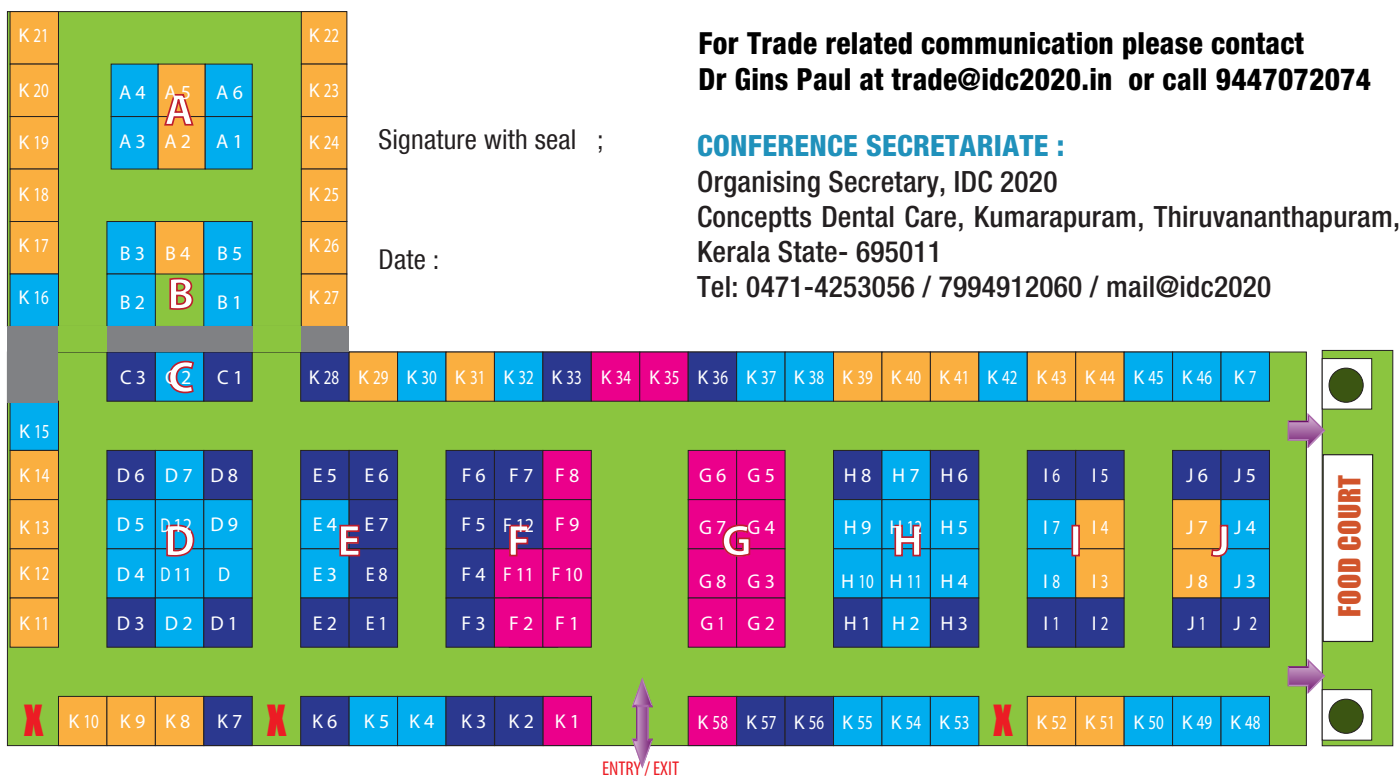 For Trade related communication please contact
Dr Gins Paul at trade@idc2020.in or call 9447072074
CONFERENCE SECRETARIATE :
Organising Secretary, IDC 2020
Conceptts Dental Care, Kumarapuram, Thiruvananthapuram,
Kerala State- 695011
Tel: 0471-4253056 / 7994912060 / mail@idc2020
Signature with seal ;
Date :
K 21 K 22
K 20 A 4 A 5 A 6 K 23
A
K 19 A 3 A 2 A 1 K 24
K 18 K 25
K 17 B 3 B 4 B 5 K 26
K 16 B 2 B B 1 K 27
C 3 C 2 C C 1 K 28 K 29 K 30 K 31 K 32 K 33 K 34 K 35 K 36 K 37 K 38 K 39 K 40 K 41 K 42 K 43 K 44 K 45 K 46 K 7
K 15
K 14 D 6 D 7 D 8 E 5 E 6 F 6 F 7 F 8 G 6 G 5 H 8 H 7 H 6 I 6 I 5 J 6 J 5
K 13 D 5 D 12 D 9 E 4 E 7 F 5 F 12 F 9 G 7 G 4 H 9 H 12 H 5 I 7 I 4 J 7 J 4
D E F G H I J
K 12 D 4 D 11 D E 3 E 8 F 4 F 11 F 10 G 8 G 3 H 10 H 11 H 4 I 8 I 3 J 8 J 3
K 11 D 3 D 2 D 1 E 2 E 1 F 3 F 2 F 1 G 1 G 2 H 1 H 2 H 3 I 1 I 2 J 1 J 2
FOOD COURT
X K 10 K 9 K 8 K 7 X K 6 K 5 K 4 K 3 K 2 K 1 K 58 K 57 K 56 K 55 K 54 K 53 X K 52 K 51 K 50 K 49 K 48
ENTRY / EXIT